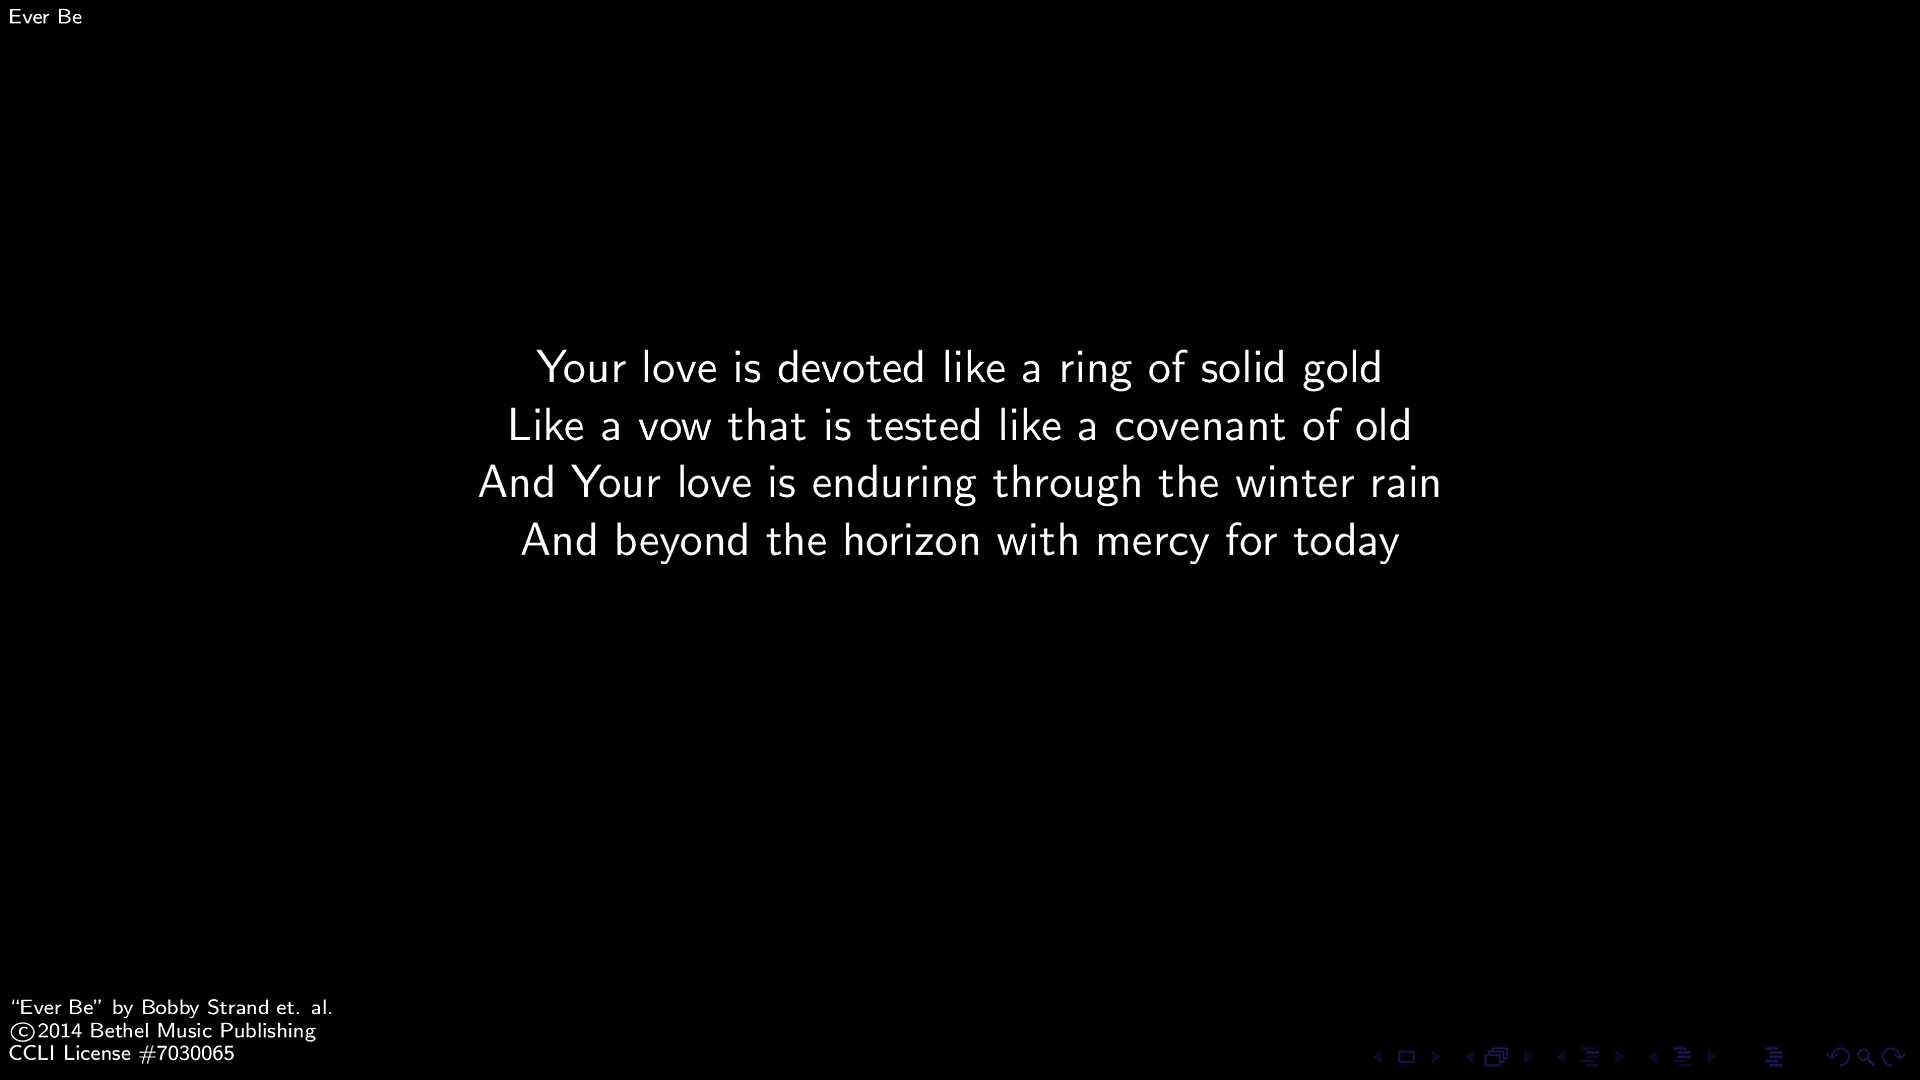 Ever Be
Your love is devoted like a ring of solid gold
Like a vow that is tested like a covenant of old
And Your love is enduring through the winter rain
And beyond the horizon with mercy for today
“Ever Be” by Bobby Strand et. al.
©2014 Bethel Music Publishing
CCLI License #7030065